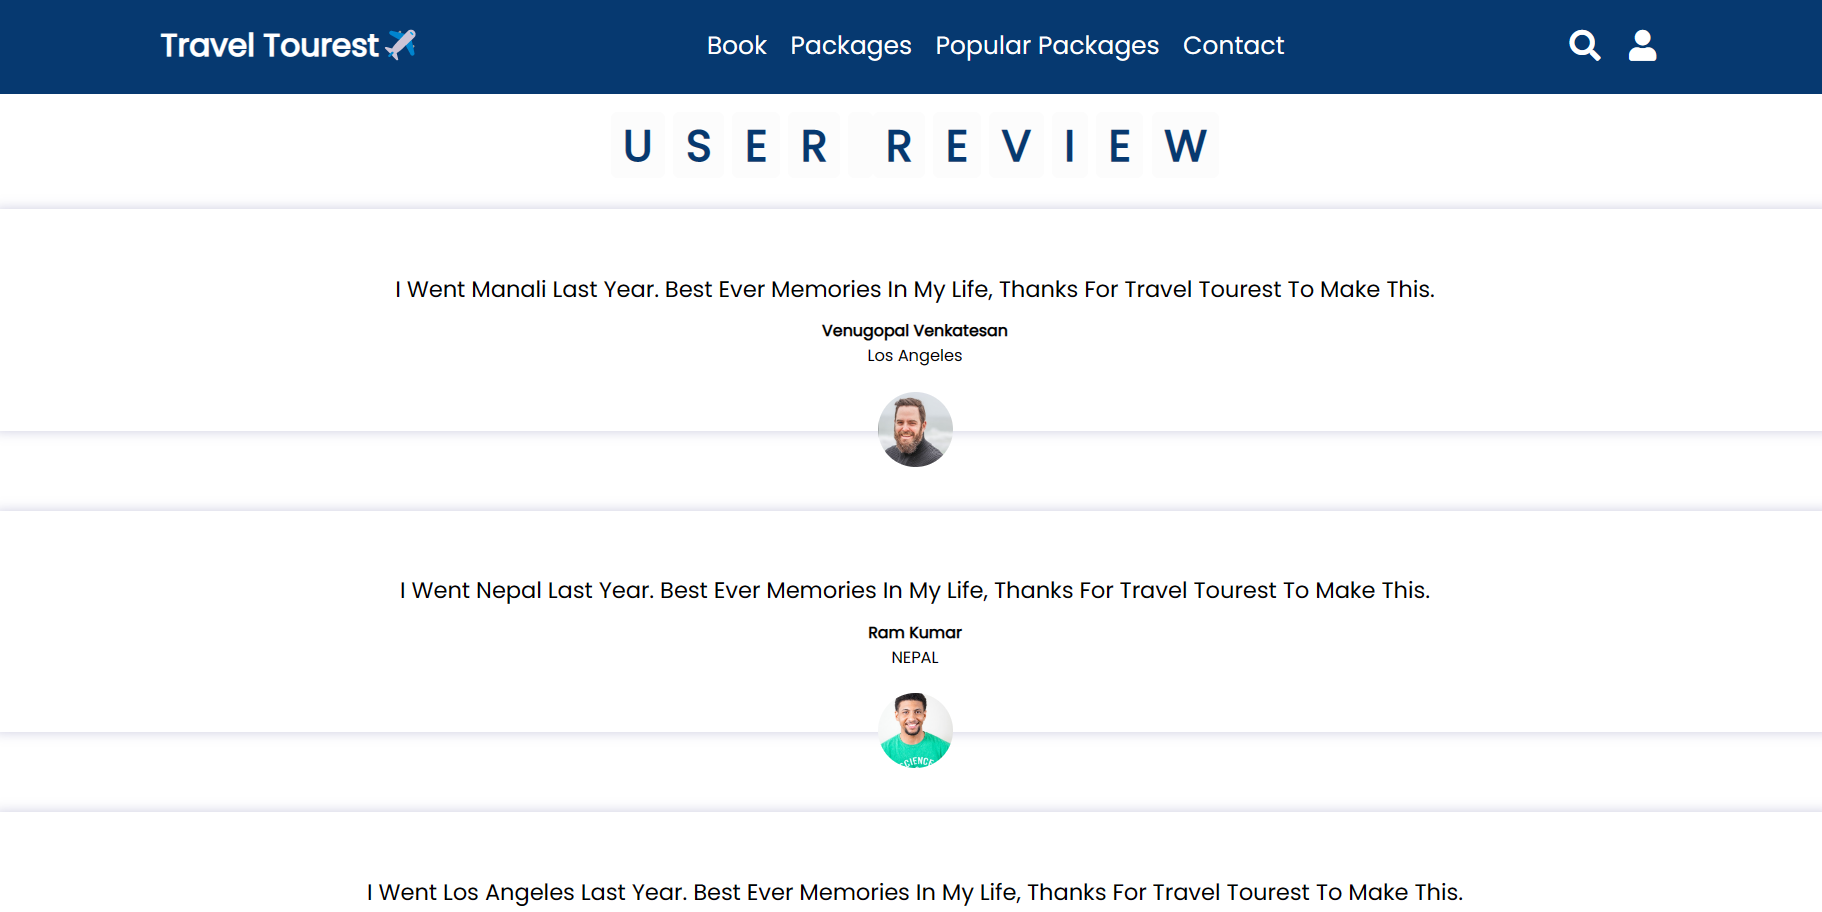 Travel Tourest
Book Packages Popular Packages Contact
USER REVIEW
I Went Manali Last Year. Best Ever Memories In My Life, Thanks For Travel Tourest To Make This.
Venugopal Venkatesan
Los Angeles
I Went Nepal Last Year. Best Ever Memories In My Life, Thanks For Travel Tourest To Make This.
Ram Kumar
NEPAL
SCIENCE
I Went Los Angeles Last Year. Best Ever Memories In My Life, Thanks For Travel Tourest To Make This.